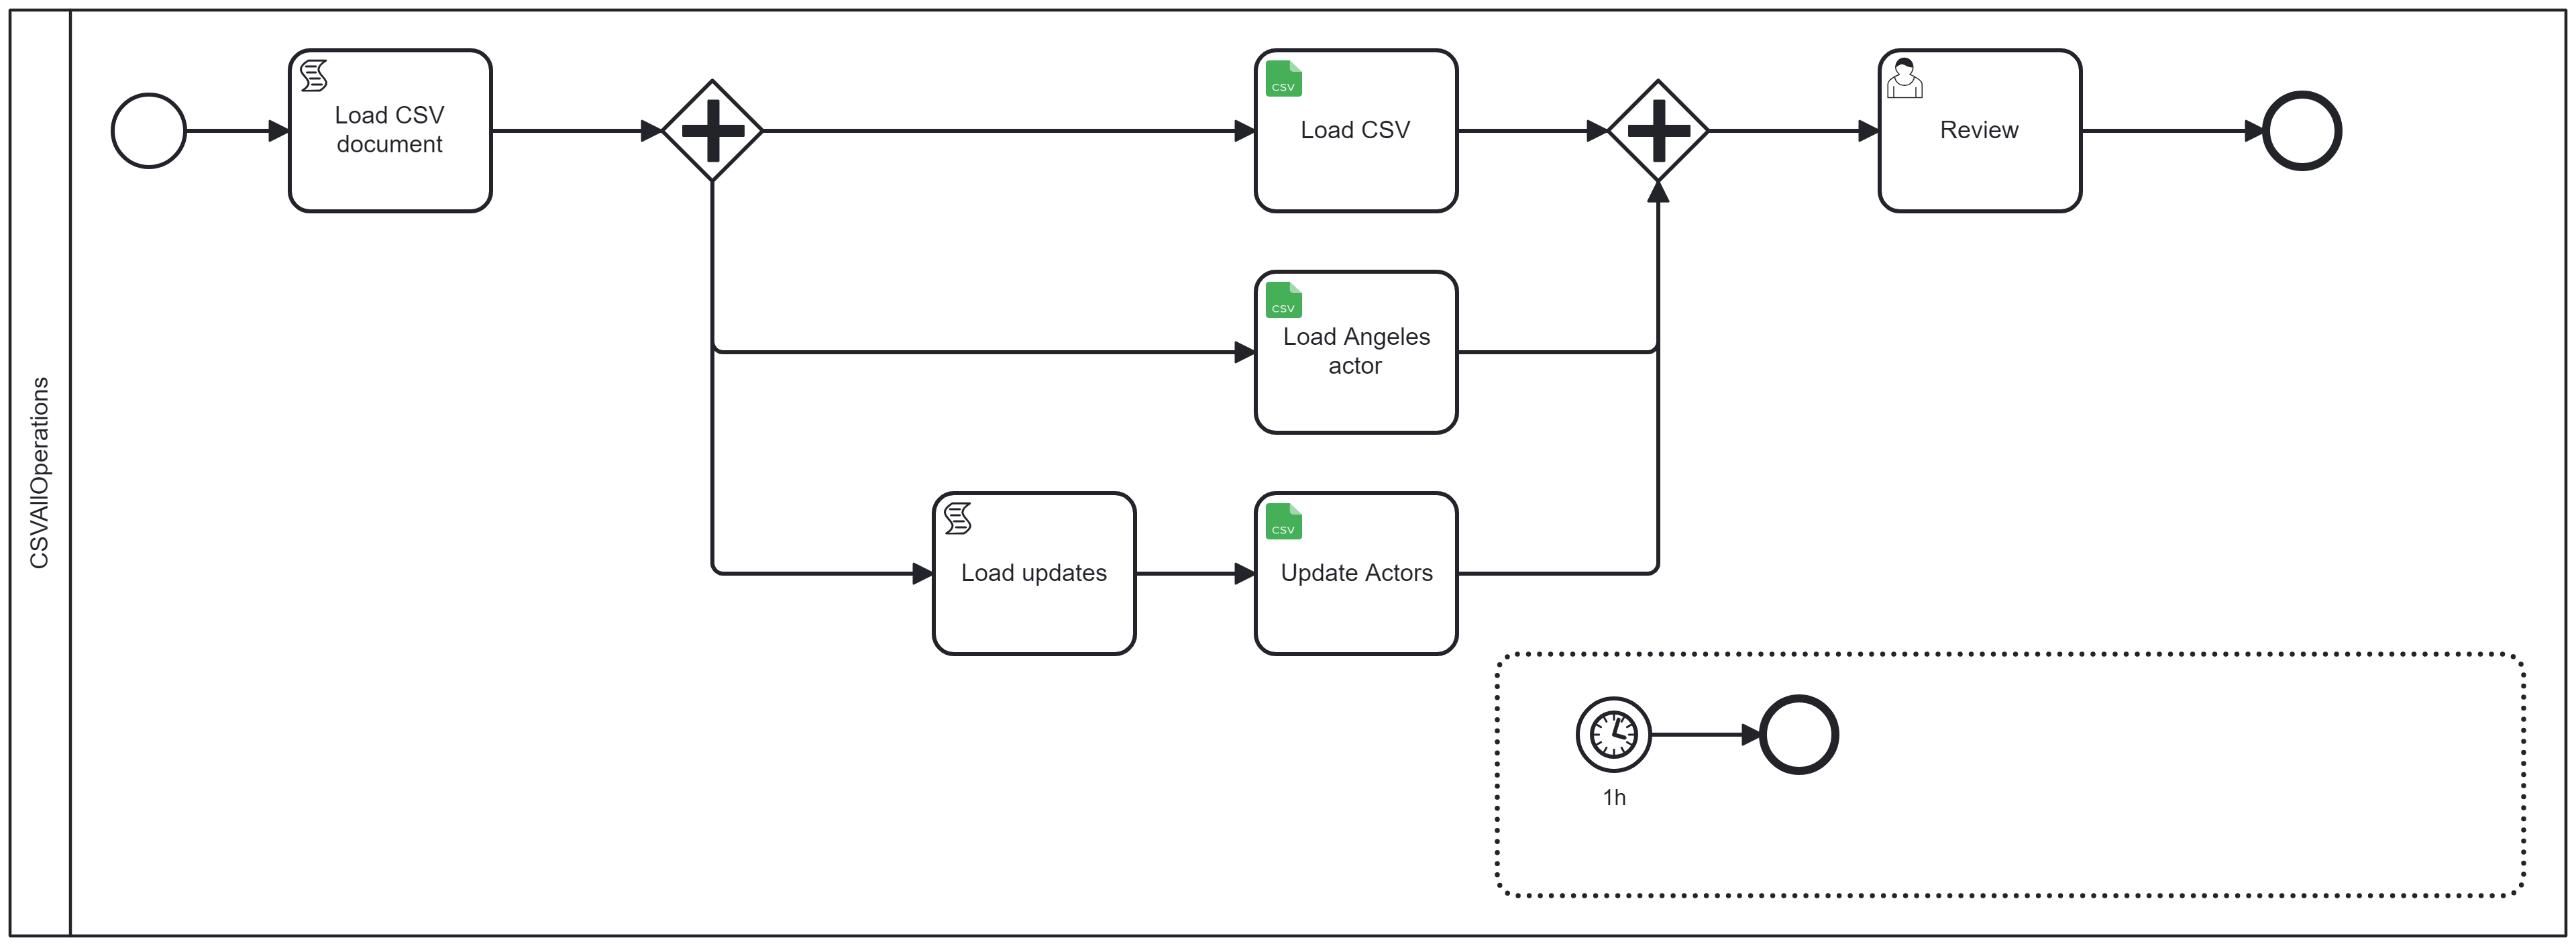 CSVAllOperations
Load CSV
document
CSV
Load CSV
Review
CSV
Load Angeles
actor
Load updates
CSV
Update Actors
1h